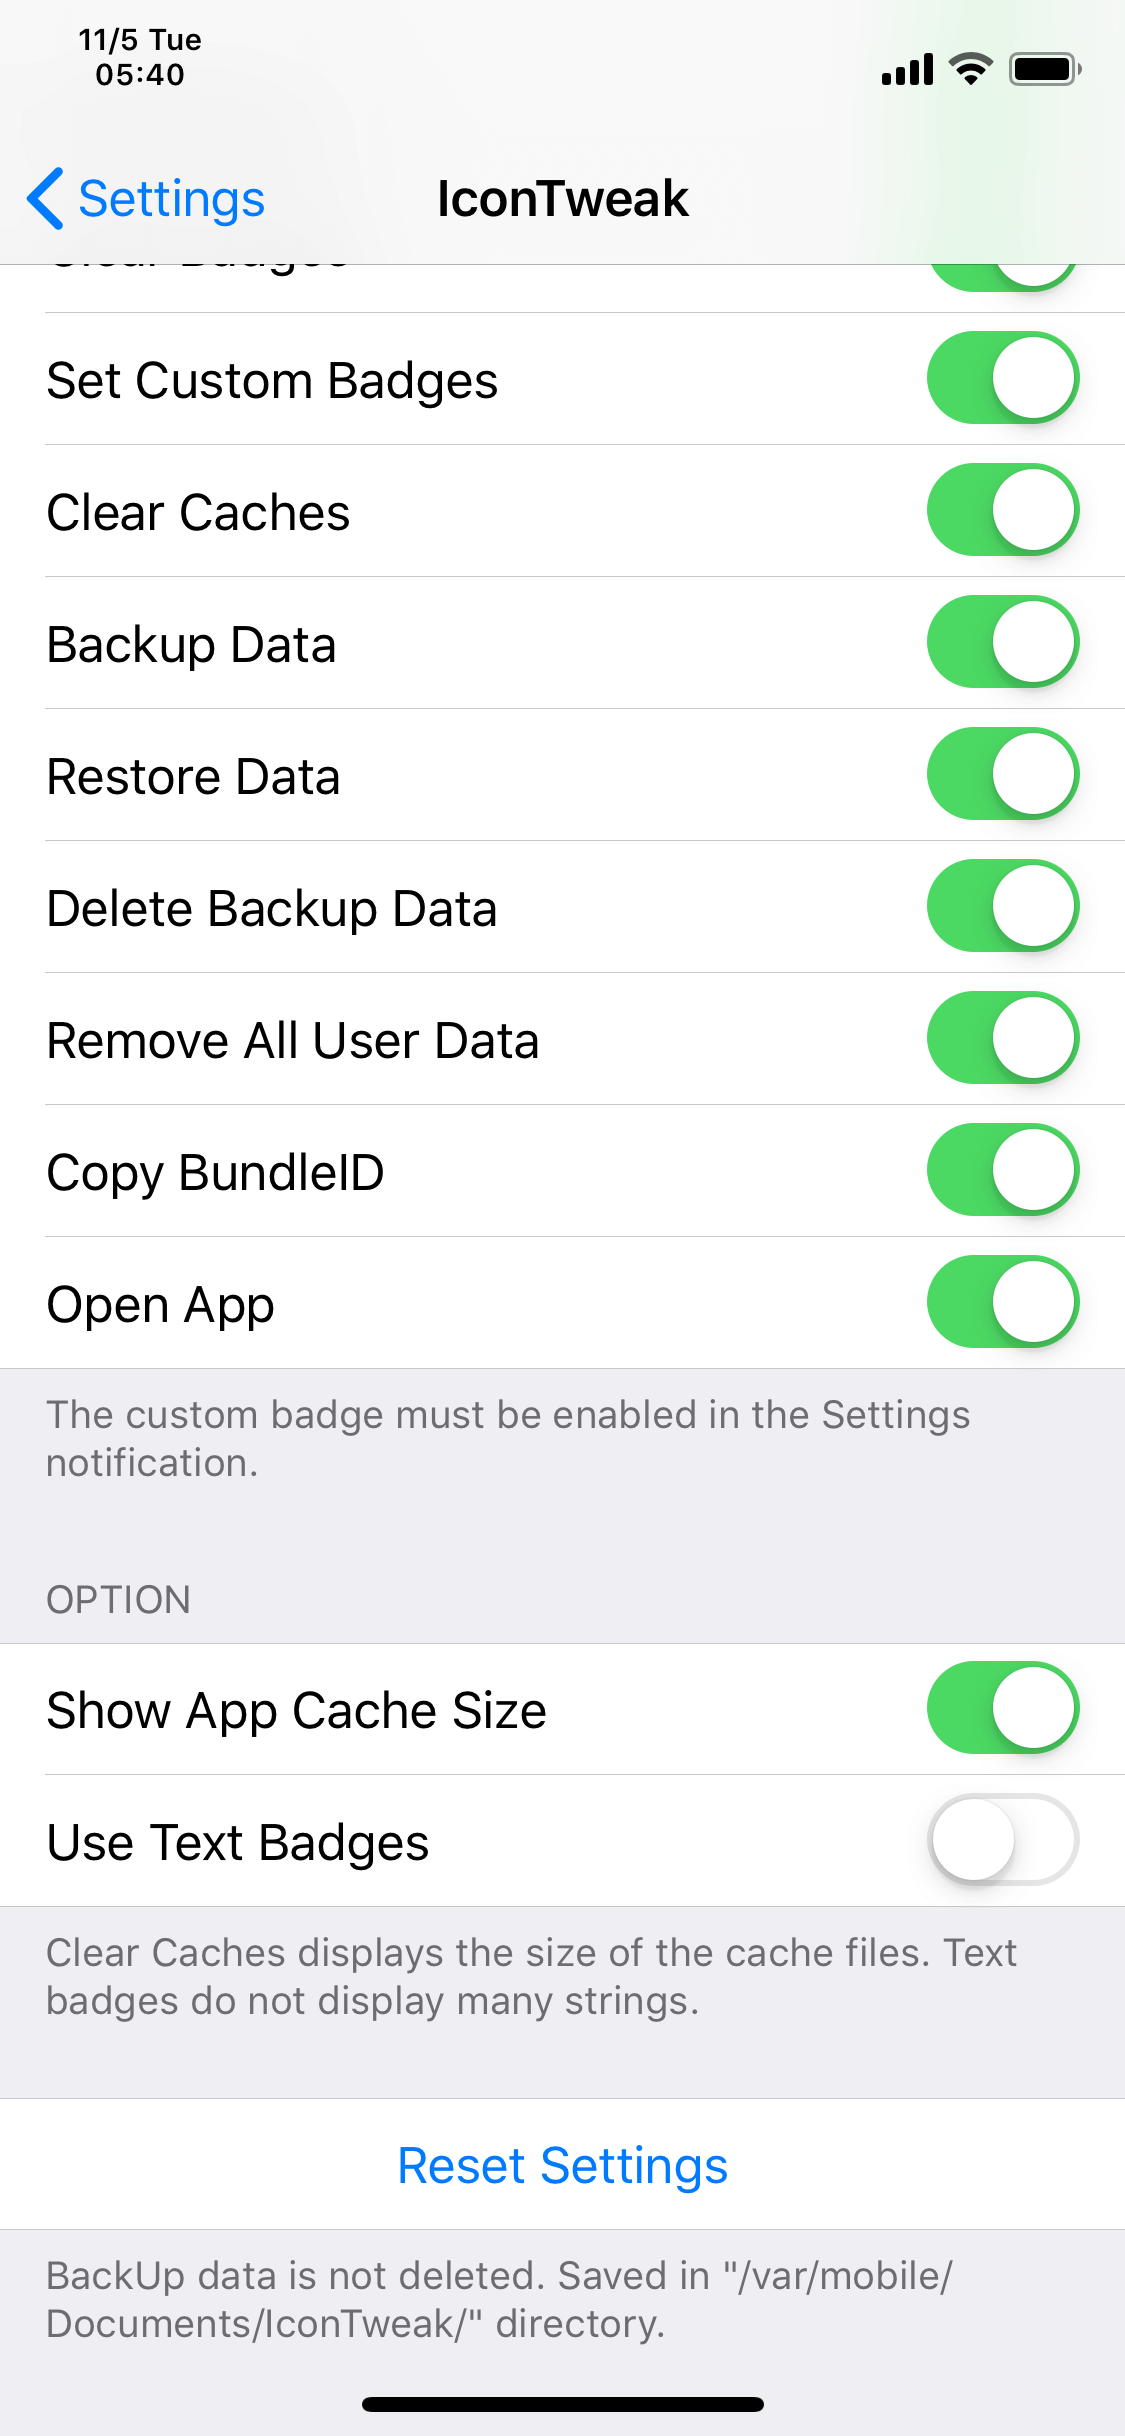 11/5 Tue
05:40
Settings
IconTweak
Clear Badges
Set Custom Badges
Clear Caches
Backup Data
Restore Data
Delete Backup Data
Remove All User Data
Copy BundleID
Open App
The custom badge must be enabled in the Settings
notification.
OPTION
Show App Cache Size
Use Text Badges
Clear Caches displays the size of the cache files. Text
badges do not display many strings.
Reset Settings
BackUp data is not deleted. Saved in "/var/mobile/
Documents/IconTweak/" directory.